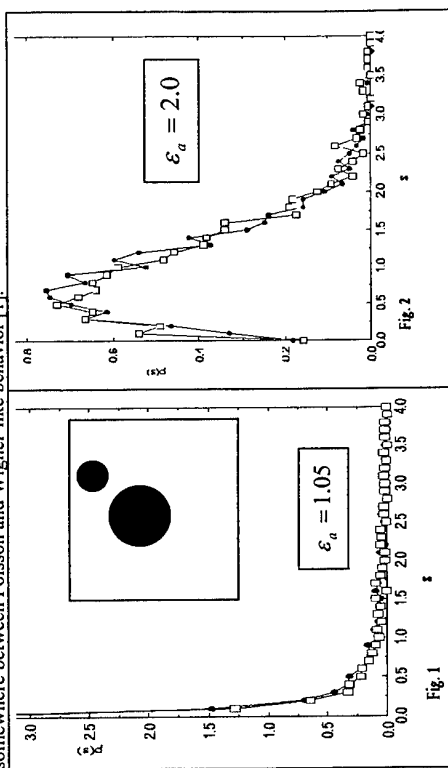 somewhere between Poisson and Wigner like behavior [1].
3.0
2.5
2.0
1.5
1.0
0.5
0.0
p(s)
εa = 1.05
0.0 0.5 1.0 1.5 2.0 2.5 3.0 3.5 4.0
s
Fig. 1
0.8
0.6
0.4
0.2
0.0
p(s)
εa = 2.0
0.0 0.5 1.0 1.5 2.0 2.5 3.0 3.5 4.0
s
Fig. 2